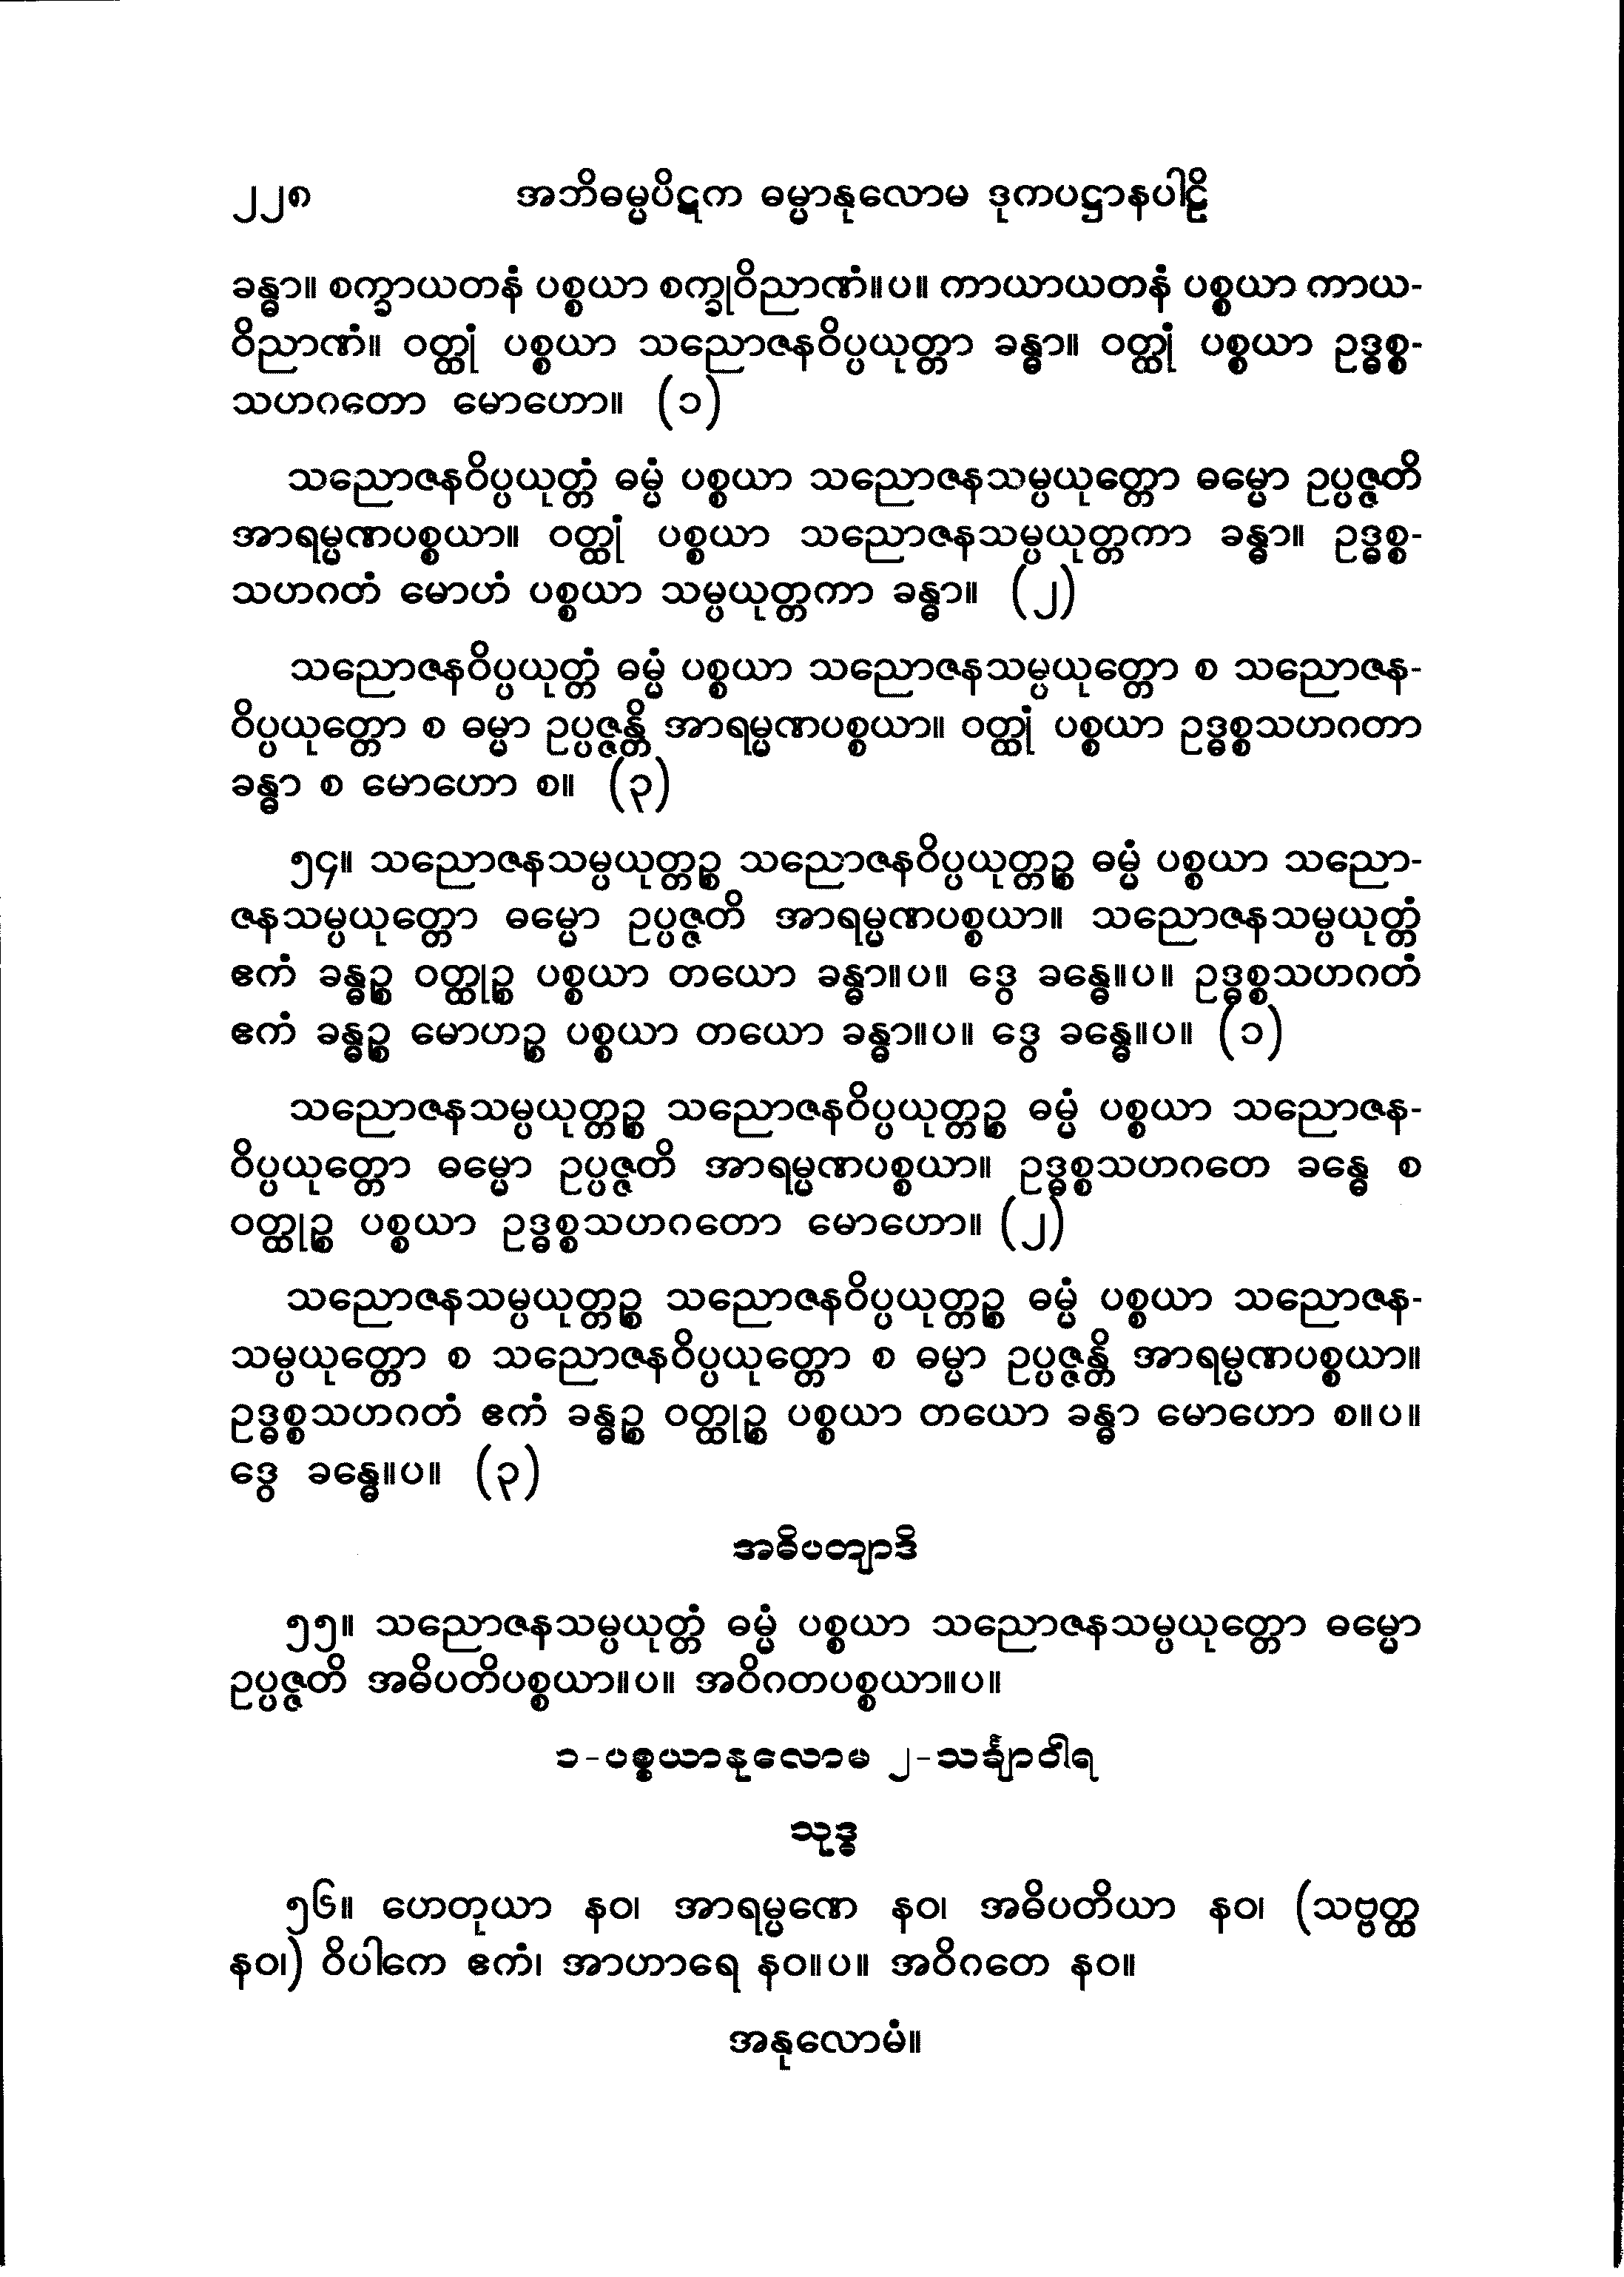 ၂၂၈ အဘိဓမ္မပိဋက ဓမ္မာနုလောမ ဒုကပဋ္ဌာနပါဠိ
ခန္ဓာ။ စက္ခာယတနံ ပစ္စယာ စက္ခုဝိညာဏံ။ပ။ ကာယာယတနံ ပစ္စယာ ကာယ-
ဝိညာဏံ။ ဝတ္ထုံ ပစ္စယာ သညောဇနဝိပ္ပယုတ္တာ ခန္ဓာ။ ဝတ္ထုံ ပစ္စယာ ဥဒ္ဓစ္စ-
သဟဂတော မောဟော။ (၁)
သညောဇနဝိပ္ပယုတ္တံ ဓမ္မံ ပစ္စယာ သညောဇနသမ္ပယုတ္တော ဓမ္မော ဥပ္ပဇ္ဇတိ
အာရမ္မဏပစ္စယာ။ ဝတ္ထုံ ပစ္စယာ သညောဇနသမ္ပယုတ္တကာ ခန္ဓာ။ ဥဒ္ဓစ္စ-
သဟဂတံ မောဟံ ပစ္စယာ သမ္ပယုတ္တကာ ခန္ဓာ။ (၂)
သညောဇနဝိပ္ပယုတ္တံ ဓမ္မံ ပစ္စယာ သညောဇနသမ္ပယုတ္တော စ သညောဇန-
ဝိပ္ပယုတ္တော စ ဓမ္မာ ဥပ္ပဇ္ဇန္တိ အာရမ္မဏပစ္စယာ။ ဝတ္ထုံ ပစ္စယာ ဥဒ္ဓစ္စသဟဂတာ
ခန္ဓာ စ မောဟော စ။ (၃)
၅၄။ သညောဇနသမ္ပယုတ္တဉ္စ သညောဇနဝိပ္ပယုတ္တဉ္စ ဓမ္မံ ပစ္စယာ သညော-
ဇနသမ္ပယုတ္တော ဓမ္မော ဥပ္ပဇ္ဇတိ အာရမ္မဏပစ္စယာ။ သညောဇနသမ္ပယုတ္တံ
ဧကံ ခန္ဓဉ္စ ဝတ္ထုဉ္စ ပစ္စယာ တယော ခန္ဓာ။ပ။ ဒွေ ခန္ဓေ။ပ။ ဥဒ္ဓစ္စသဟဂတံ
ဧကံ ခန္ဓဉ္စ မောဟဉ္စ ပစ္စယာ တယော ခန္ဓာ။ပ။ ဒွေ ခန္ဓေ။ပ။ (၁)
သညောဇနသမ္ပယုတ္တဉ္စ သညောဇနဝိပ္ပယုတ္တဉ္စ ဓမ္မံ ပစ္စယာ သညောဇန-
ဝိပ္ပယုတ္တော ဓမ္မော ဥပ္ပဇ္ဇတိ အာရမ္မဏပစ္စယာ။ ဥဒ္ဓစ္စသဟဂတေ ခန္ဓေ စ
ဝတ္ထုဉ္စ ပစ္စယာ ဥဒ္ဓစ္စသဟဂတော မောဟော။ (၂)
သညောဇနသမ္ပယုတ္တဉ္စ သညောဇနဝိပ္ပယုတ္တဉ္စ ဓမ္မံ ပစ္စယာ သညောဇန-
သမ္ပယုတ္တော စ သညောဇနဝိပ္ပယုတ္တော စ ဓမ္မာ ဥပ္ပဇ္ဇန္တိ အာရမ္မဏပစ္စယာ။
ဥဒ္ဓစ္စသဟဂတံ ဧကံ ခန္ဓဉ္စ ဝတ္ထုဉ္စ ပစ္စယာ တယော ခန္ဓာ မောဟော စ။ပ။
ဒွေ ခန္ဓေ။ပ။ (၃)
အဓိပတျာဒိ
၅၅။ သညောဇနသမ္ပယုတ္တံ ဓမ္မံ ပစ္စယာ သညောဇနသမ္ပယုတ္တော ဓမ္မော
ဥပ္ပဇ္ဇတိ အဓိပတိပစ္စယာ။ပ။ အဝိဂတပစ္စယာ။ပ။
၁-ပစ္စယာနုလောမ ၂-သင်္ချာဝါရ
သုဒ္ဓ
၅၆။ ဟေတုယာ နဝ၊ အာရမ္မဏေ နဝ၊ အဓိပတိယာ နဝ၊ (သဗ္ဗတ္ထ
နဝ၊) ဝိပါကေ ဧကံ၊ အာဟာရေ နဝ။ပ။ အဝိဂတေ နဝ။
အနုလောမံ။